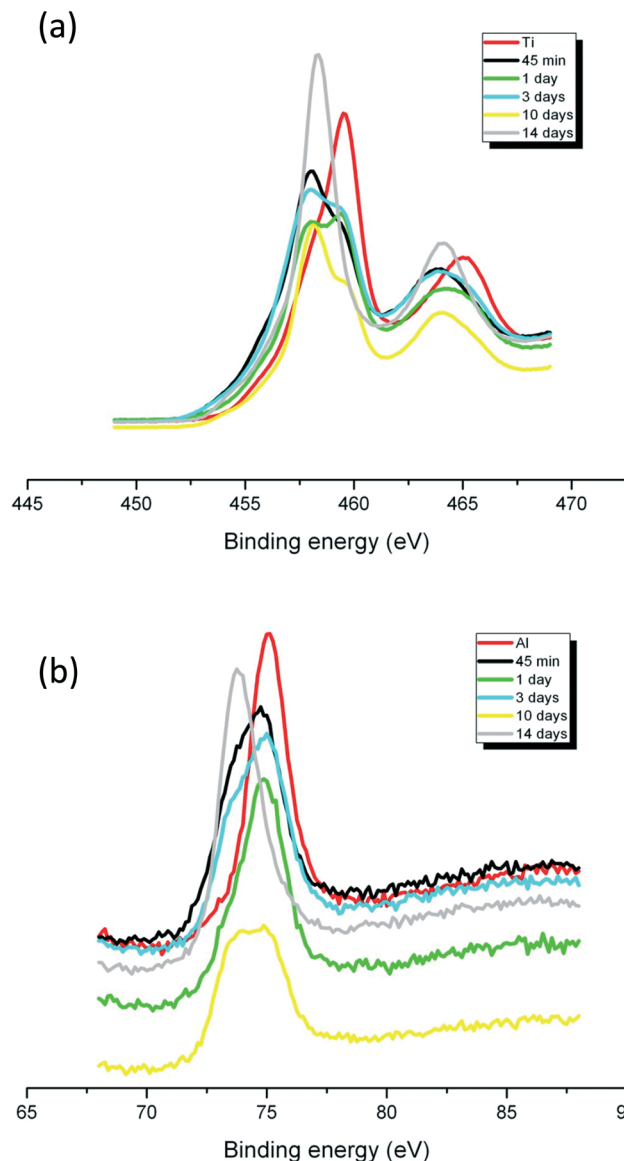 (a)
Ti
45 min
1 day
3 days
10 days
14 days
445 450 455 460 465 470
Binding energy (eV)
(b)
Al
45 min
1 day
3 days
10 days
14 days
65 70 75 80 85 9
Binding energy (eV)